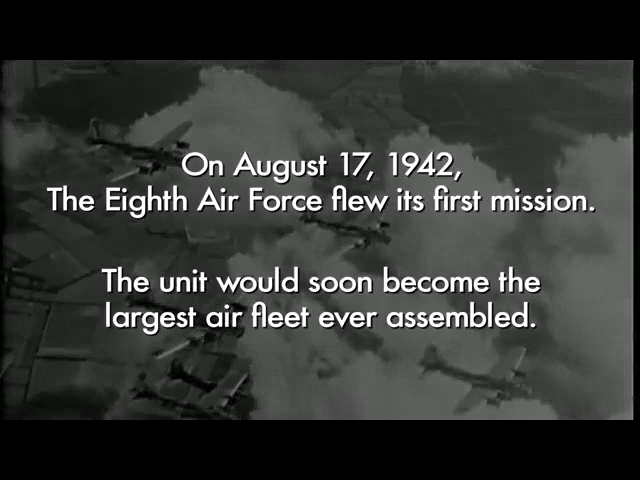 On August 17, 1942,
The Eighth Air Force flew its first mission.
The unit would soon become the
largest air fleet ever assembled.